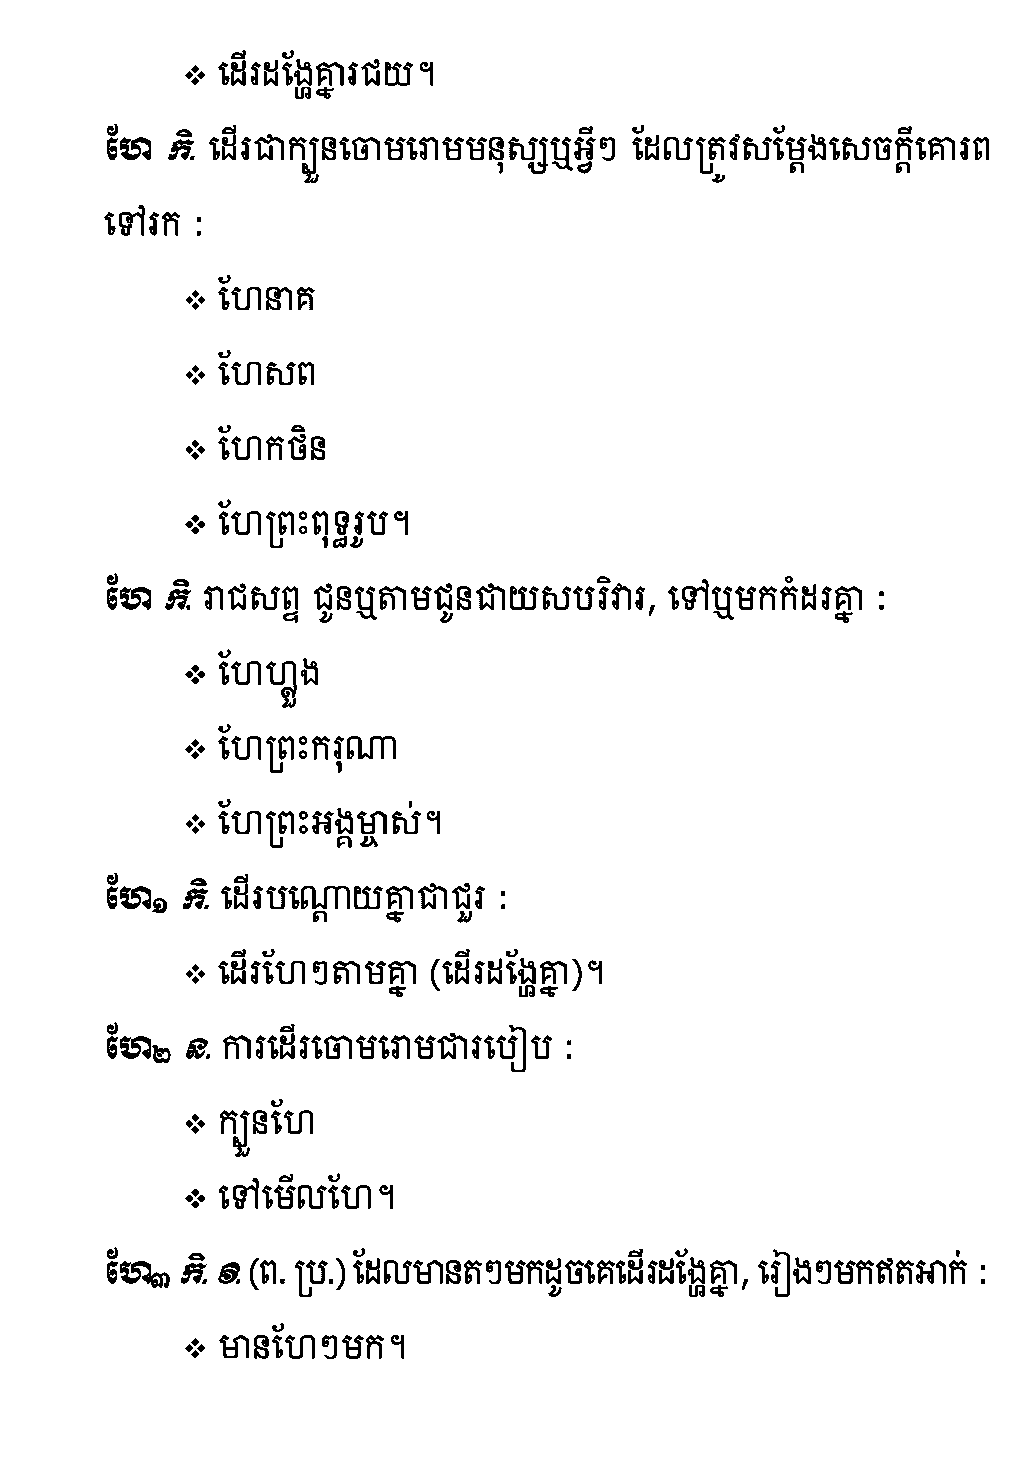 ❖ ដើរដង្ហែគ្នារជយ។
ហែ កិ. ដើរជាក្បួនចោមរោមមនុស្សឬអ្វីៗ ដែលត្រូវសម្ដែងសេចក្ដីគោរព
ទៅរក :
❖ ហែនាគ
❖ ហែសព
❖ ហែកថិន
❖ ហែព្រះពុទ្ធរូប។
ហែ កិ. រាជសព្ទ ជូនឬតាមជូនជាយសបរិវារ, ទៅឬមកកំដរគ្នា :
❖ ហែហ្លួង
❖ ហែព្រះករុណា
❖ ហែព្រះអង្គម្ចាស់។
ហែ១ កិ. ដើរបណ្ដោយគ្នាជាជួរ :
❖ ដើរហែៗតាមគ្នា (ដើរដង្ហែគ្នា)។
ហែ២ ន. ការដើរចោមរោមជារបៀប :
❖ ក្បួនហែ
❖ ទៅមើលហែ។
ហែ៣ កិ. ១. (ព. ប្រ.) ដែលមានតៗមកដូចគេដើរដង្ហែគ្នា, រៀងៗមកឥតអាក់ :
❖ មានហែៗមក។